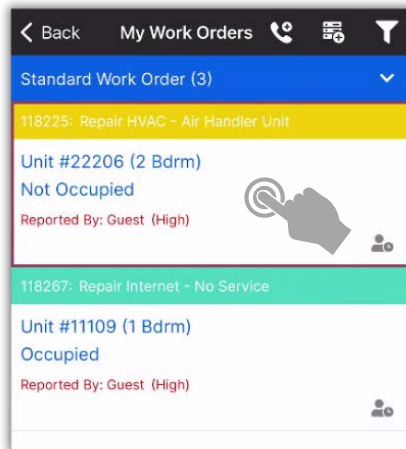 Back My Work Orders
Standard Work Order (3)
118225: Repair HVAC - Air Handler Unit
Unit #22206 (2 Bdrm)
Not Occupied
Reported By: Guest (High)
118267: Repair Internet - No Service
Unit #11109 (1 Bdrm)
Occupied
Reported By: Guest (High)